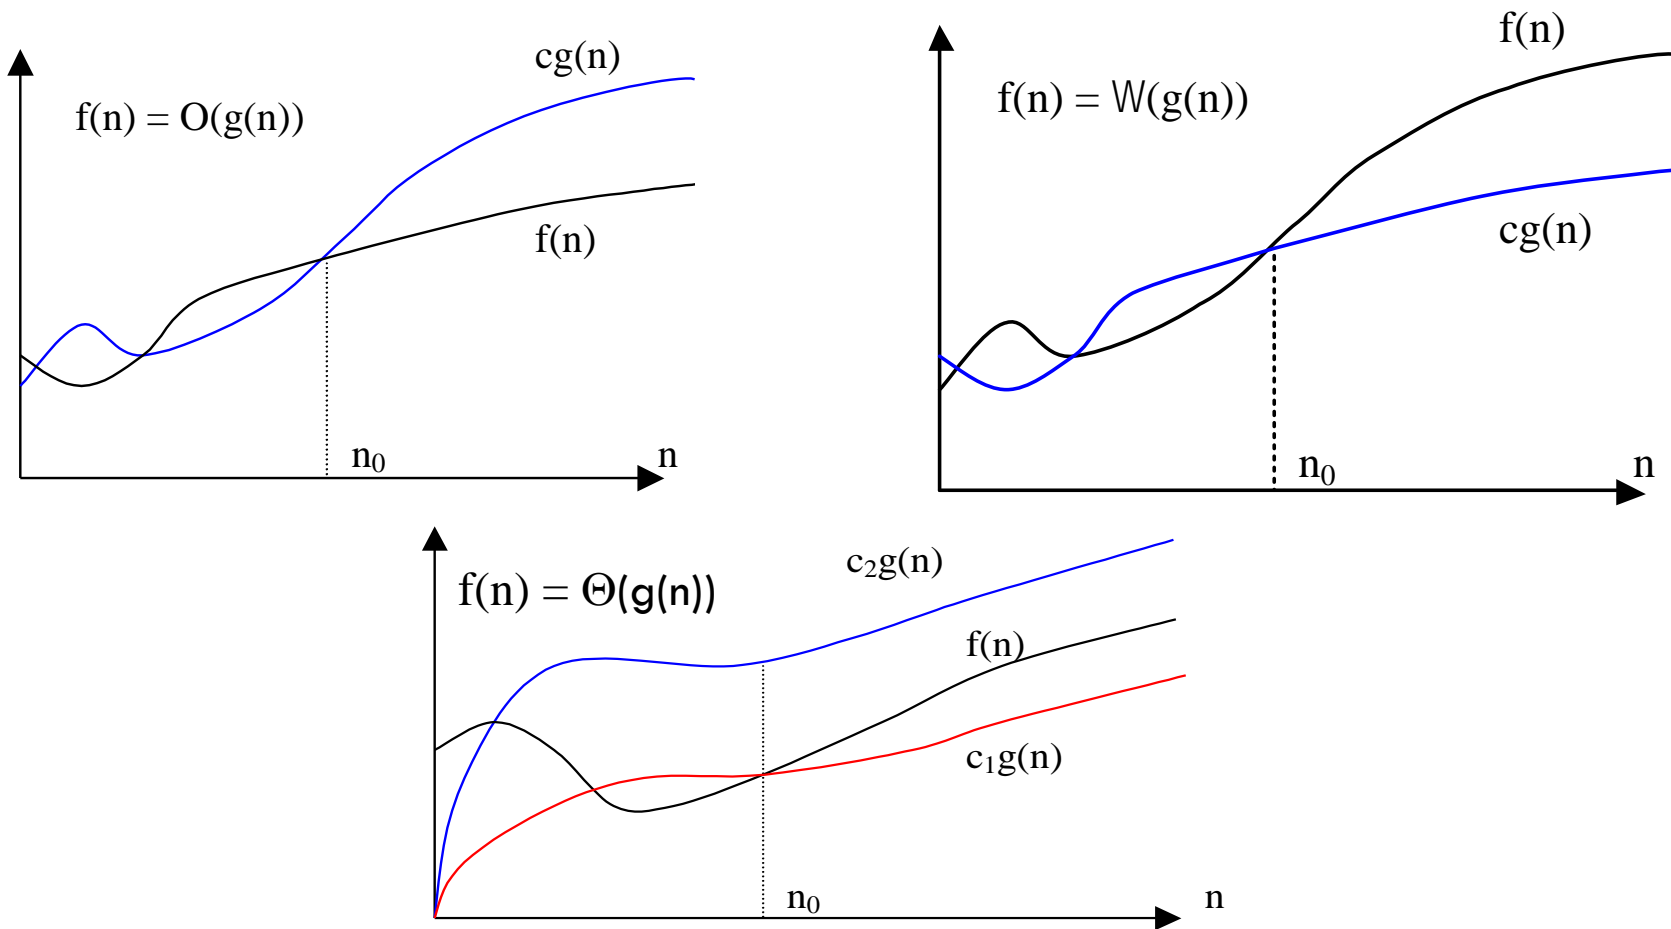 cg(n)
f(n) = O(g(n))
f(n)
n₀
n
f(n)
f(n) = W(g(n))
cg(n)
n₀
n
c₂g(n)
f(n) = Θ(g(n))
f(n)
c₁g(n)
n₀
n